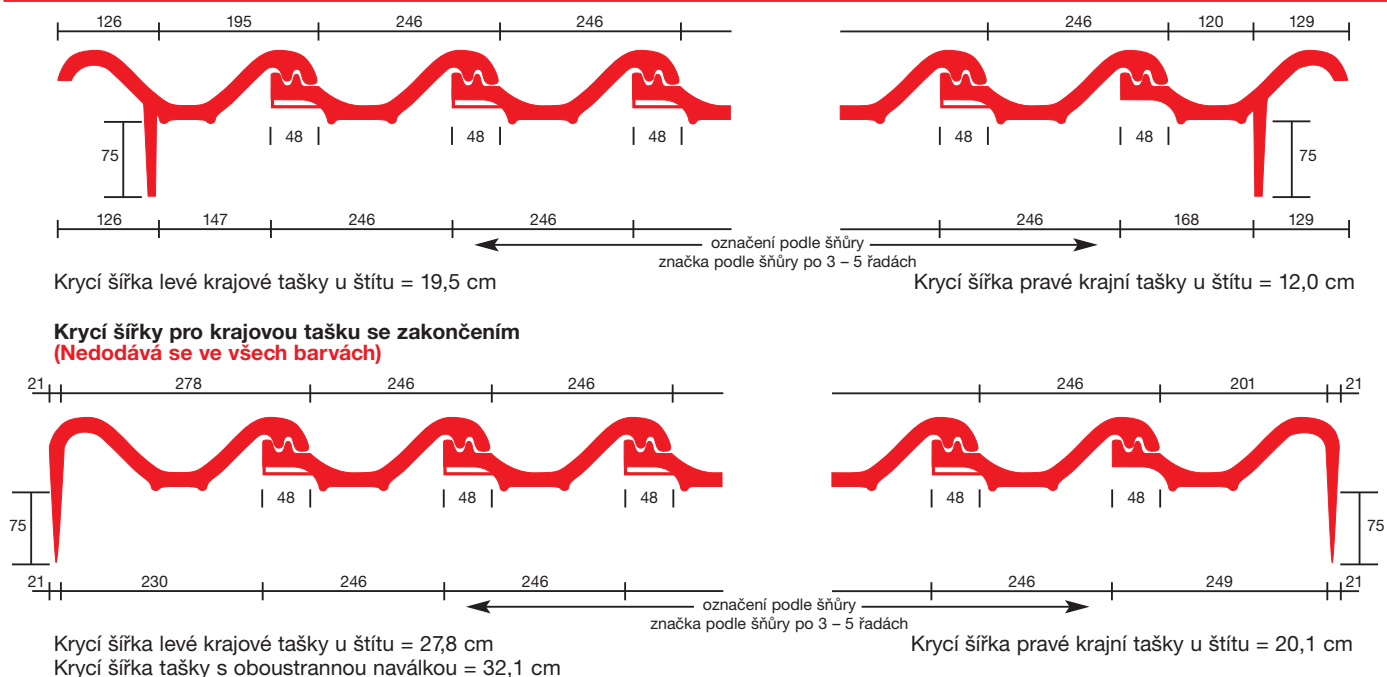 126 195 246 246 246 120 129
48 48 48 48 48
75 75
126 147 246 246 246 168 129
označení podle šňůry
značka podle šňůry po 3 – 5 řadách
Krycí šířka levé krajové tašky u štítu = 19,5 cm
Krycí šířka pravé krajní tašky u štítu = 12,0 cm
Krycí šířky pro krajovou tašku se zakončením
(Nedodává se ve všech barvách)
21 278 246 246 246 201 21
48 48 48 48 48
75 75
21 230 246 246 246 249 21
označení podle šňůry
značka podle šňůry po 3 – 5 řadách
Krycí šířka levé krajové tašky u štítu = 27,8 cm
Krycí šířka pravé krajní tašky u štítu = 20,1 cm
Krycí šířka tašky s oboustrannou naválkou = 32,1 cm